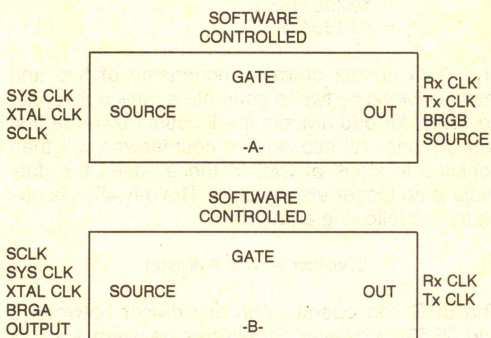 SOFTWARE
CONTROLLED
GATE
SYS CLK
XTAL CLK
SCLK
SOURCE
OUT
Rx CLK
Tx CLK
BRGB
SOURCE
-A-
SOFTWARE
CONTROLLED
GATE
SCLK
SYS CLK
XTAL CLK
BRGA
OUTPUT
SOURCE
OUT
Rx CLK
Tx CLK
-B-